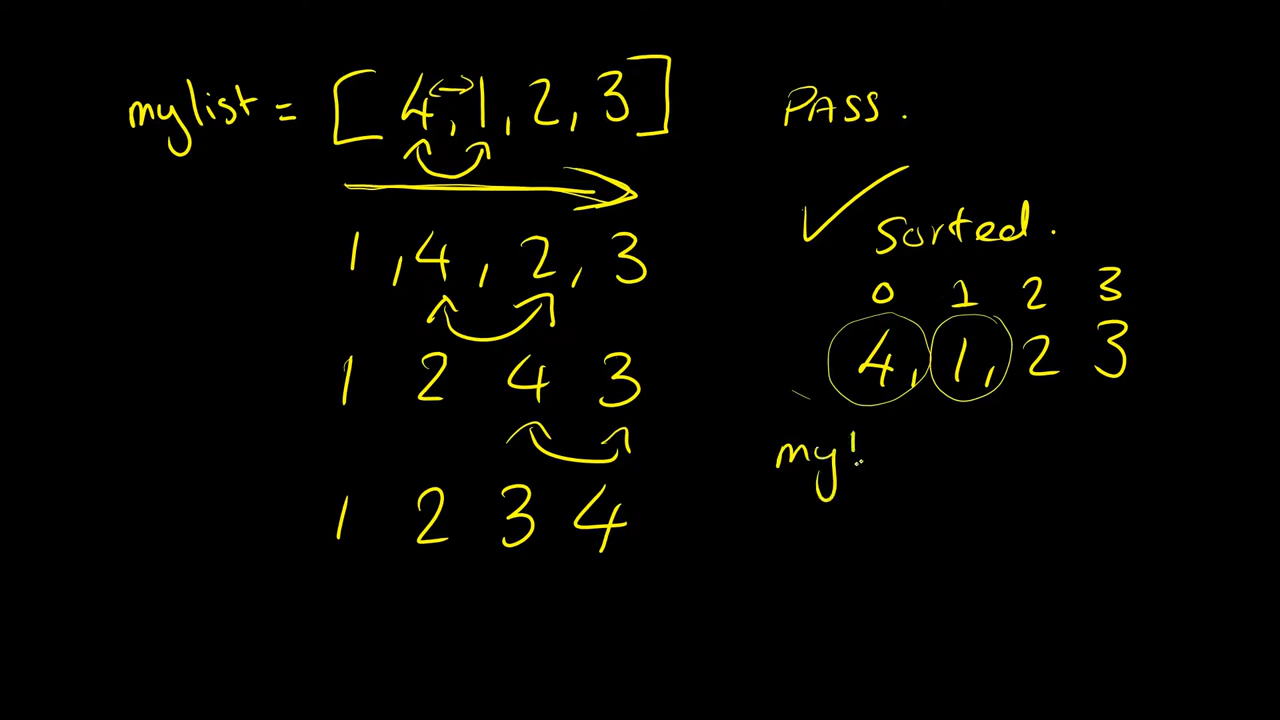 mylist = [ 4, 1, 2, 3 ]
1, 4, 2, 3
1 2 4 3
1 2 3 4
PASS.
Sorted.
0 1 2 3
4, 1, 2 3
my